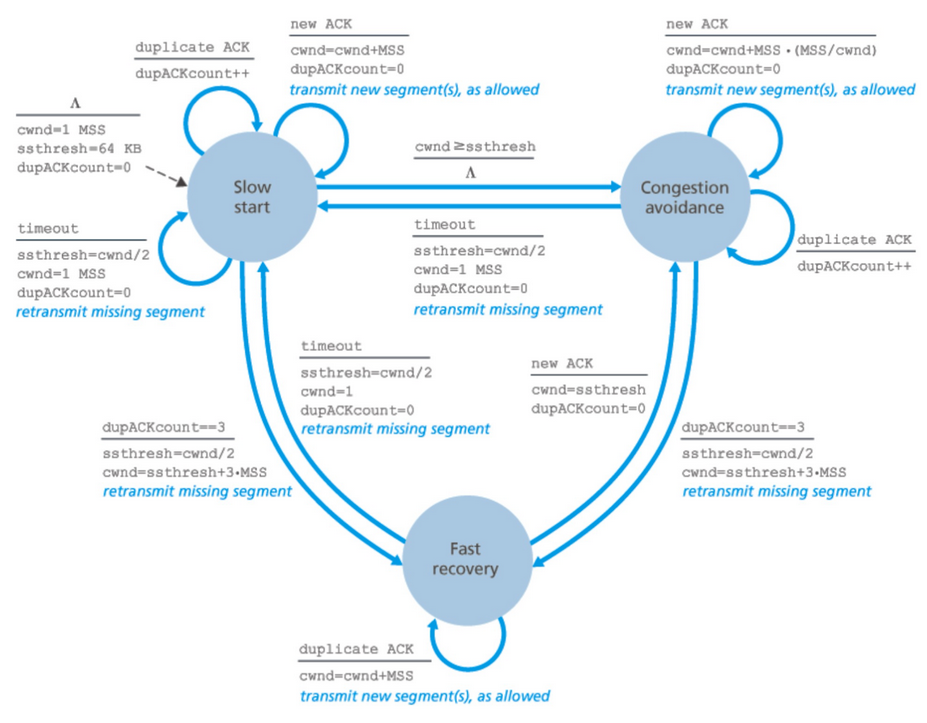 duplicate ACK
dupACKcount++
new ACK
cwnd=cwnd+MSS
dupACKcount=0
transmit new segment(s), as allowed
new ACK
cwnd=cwnd+MSS •(MSS/cwnd)
dupACKcount=0
transmit new segment(s), as allowed
Λ
cwnd=1 MSS
ssthresh=64 KB
dupACKcount=0
Slow
start
cwnd≥ssthresh
Λ
Congestion
avoidance
timeout
ssthresh=cwnd/2
cwnd=1 MSS
dupACKcount=0
retransmit missing segment
timeout
ssthresh=cwnd/2
cwnd=1 MSS
dupACKcount=0
retransmit missing segment
duplicate ACK
dupACKcount++
timeout
ssthresh=cwnd/2
cwnd=1
dupACKcount=0
retransmit missing segment
new ACK
cwnd=ssthresh
dupACKcount=0
dupACKcount==3
ssthresh=cwnd/2
cwnd=ssthresh+3•MSS
retransmit missing segment
dupACKcount==3
ssthresh=cwnd/2
cwnd=ssthresh+3•MSS
retransmit missing segment
Fast
recovery
duplicate ACK
cwnd=cwnd+MSS
transmit new segment(s), as allowed